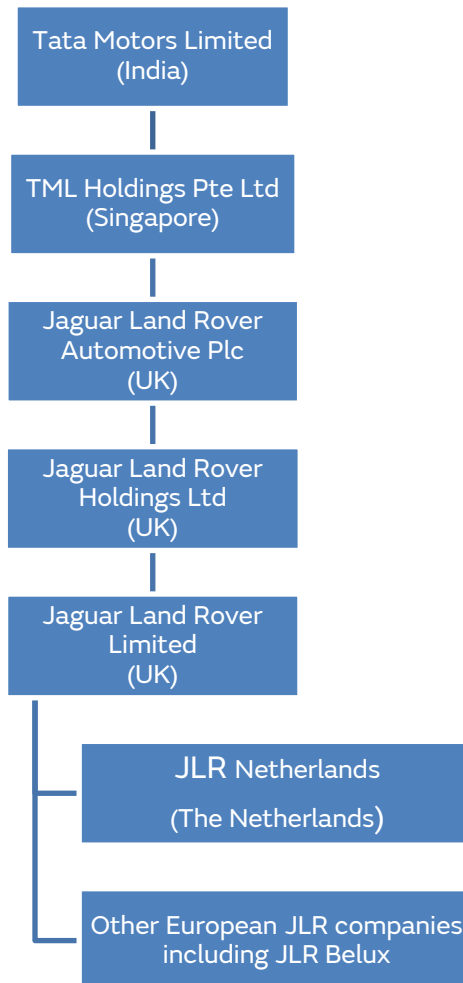 Tata Motors Limited
(India)
TML Holdings Pte Ltd
(Singapore)
Jaguar Land Rover
Automotive Plc
(UK)
Jaguar Land Rover
Holdings Ltd
(UK)
Jaguar Land Rover
Limited
(UK)
JLR Netherlands
(The Netherlands)
Other European JLR companies
including JLR Belux